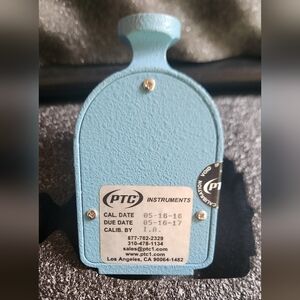 PTC INSTRUMENTS
CAL. DATE 05-16-16
DUE DATE 05-16-17
CALIB. BY I.A.
877-782-2329
310-478-1134
sales@ptc1.com
www.ptc1.com
Los Angeles, CA 90064-1482
PTC